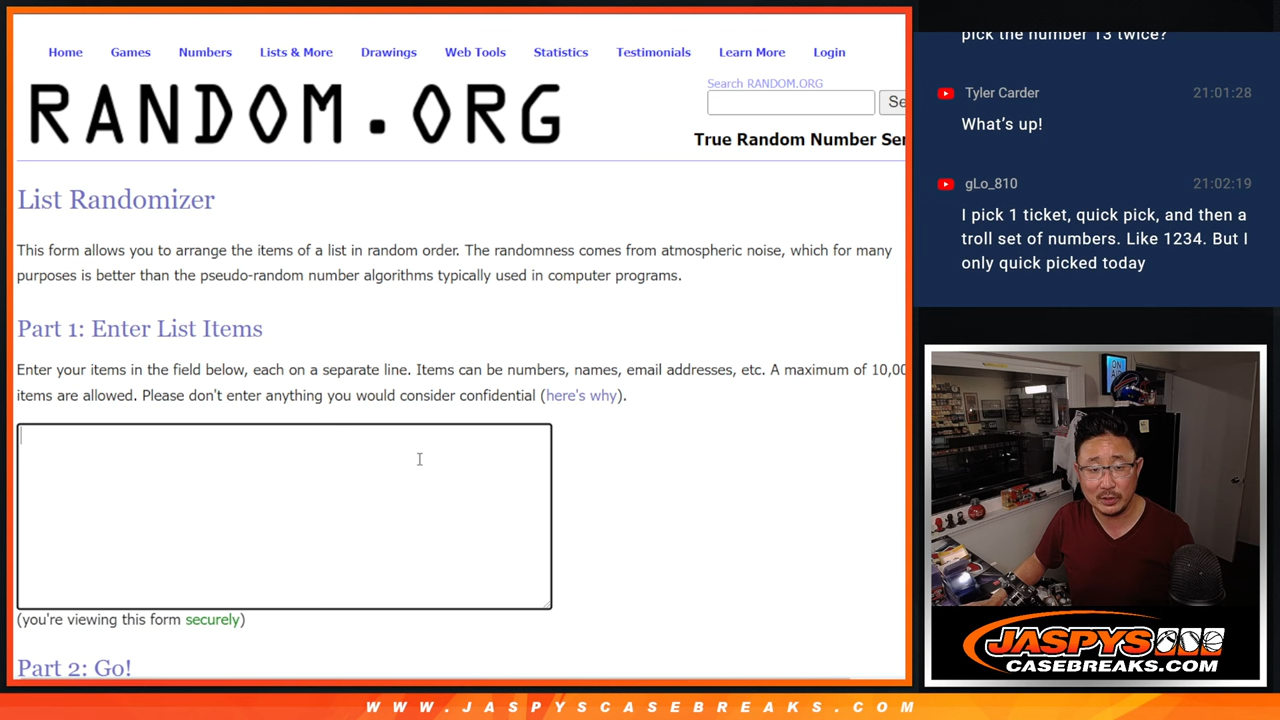 Home Games Numbers Lists & More Drawings Web Tools Statistics Testimonials Learn More Login
RANDOM.ORG
Search RANDOM.ORG
Se
True Random Number Ser
List Randomizer
This form allows you to arrange the items of a list in random order. The randomness comes from atmospheric noise, which for many
purposes is better than the pseudo-random number algorithms typically used in computer programs.
Part 1: Enter List Items
Enter your items in the field below, each on a separate line. Items can be numbers, names, email addresses, etc. A maximum of 10,00
items are allowed. Please don't enter anything you would consider confidential (here's why).
(you're viewing this form securely)
Part 2: Go!
pick the number 13 twice?
Tyler Carder 21:01:28
What's up!
gLo_810 21:02:19
I pick 1 ticket, quick pick, and then a
troll set of numbers. Like 1234. But I
only quick picked today
ON
AIR
JASPYS
CASEBREAKS.COM
WWW.JASPYSCASEBREAKS.COM